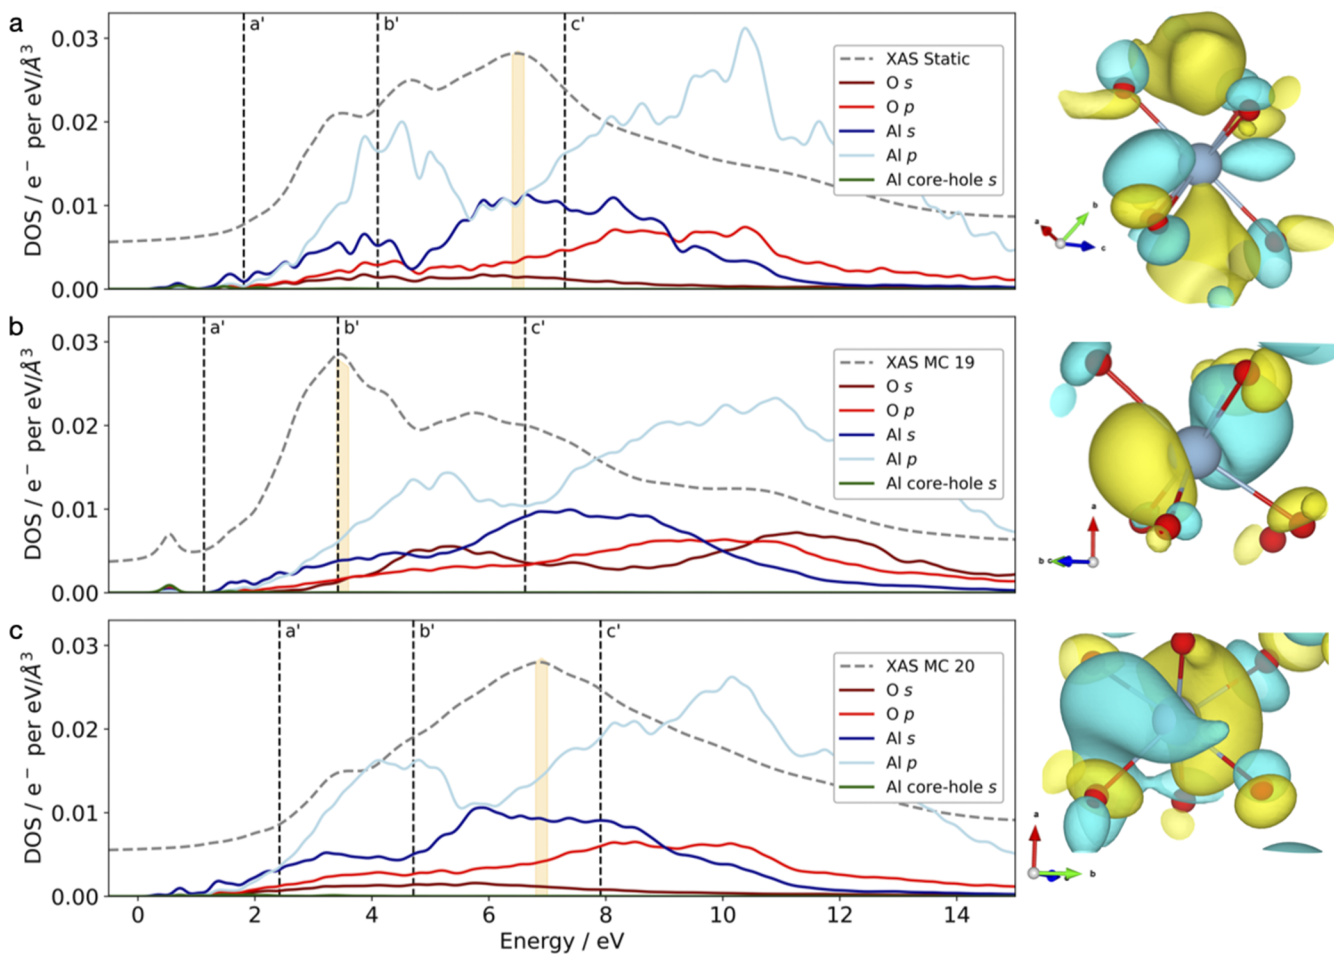 a
a'
b'
c'
0.03
0.02
0.01
0.00
DOS / e⁻ per eV/Å³
XAS Static
O s
O p
Al s
Al p
Al core-hole s
a
b
c
b
a'
b'
c'
0.03
0.02
0.01
0.00
DOS / e⁻ per eV/Å³
XAS MC 19
O s
O p
Al s
Al p
Al core-hole s
a
b
c
a'
b'
c'
0.03
0.02
0.01
0.00
DOS / e⁻ per eV/Å³
XAS MC 20
O s
O p
Al s
Al p
Al core-hole s
a
b
0
2
4
6
8
10
12
14
Energy / eV